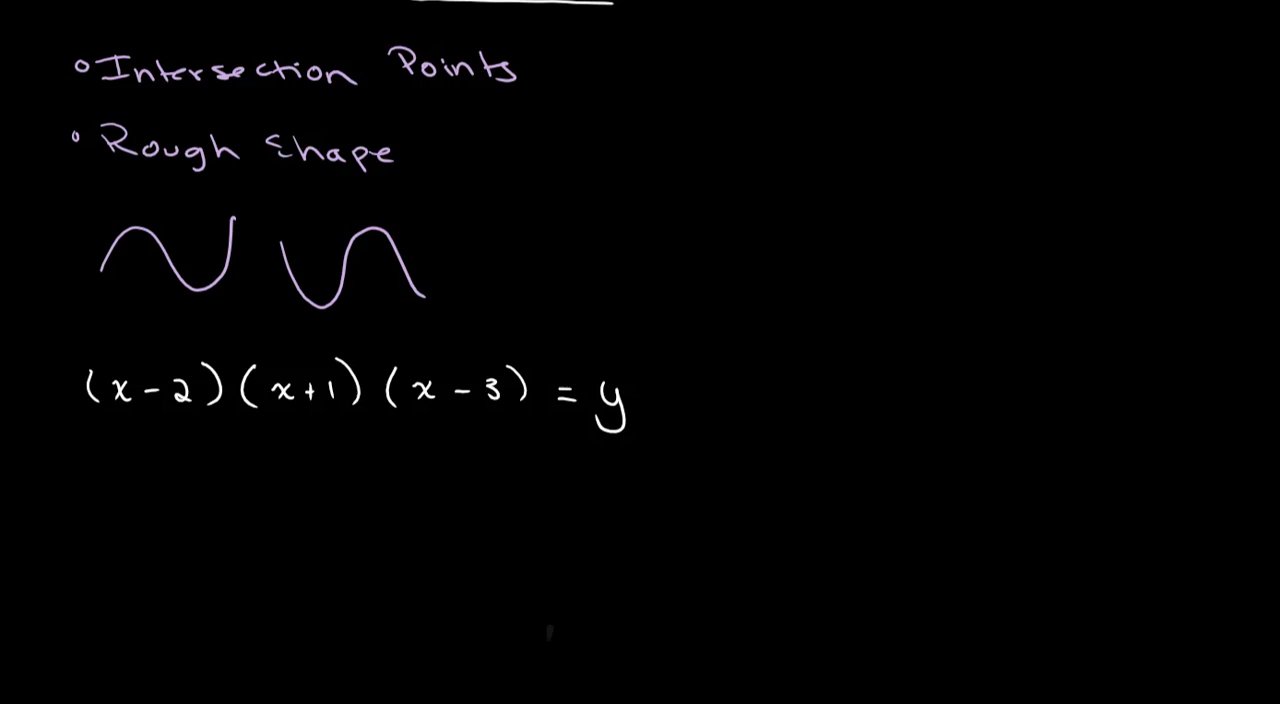 Intersection Points
Rough Shape
(x-2)(x+1)(x-3) = y